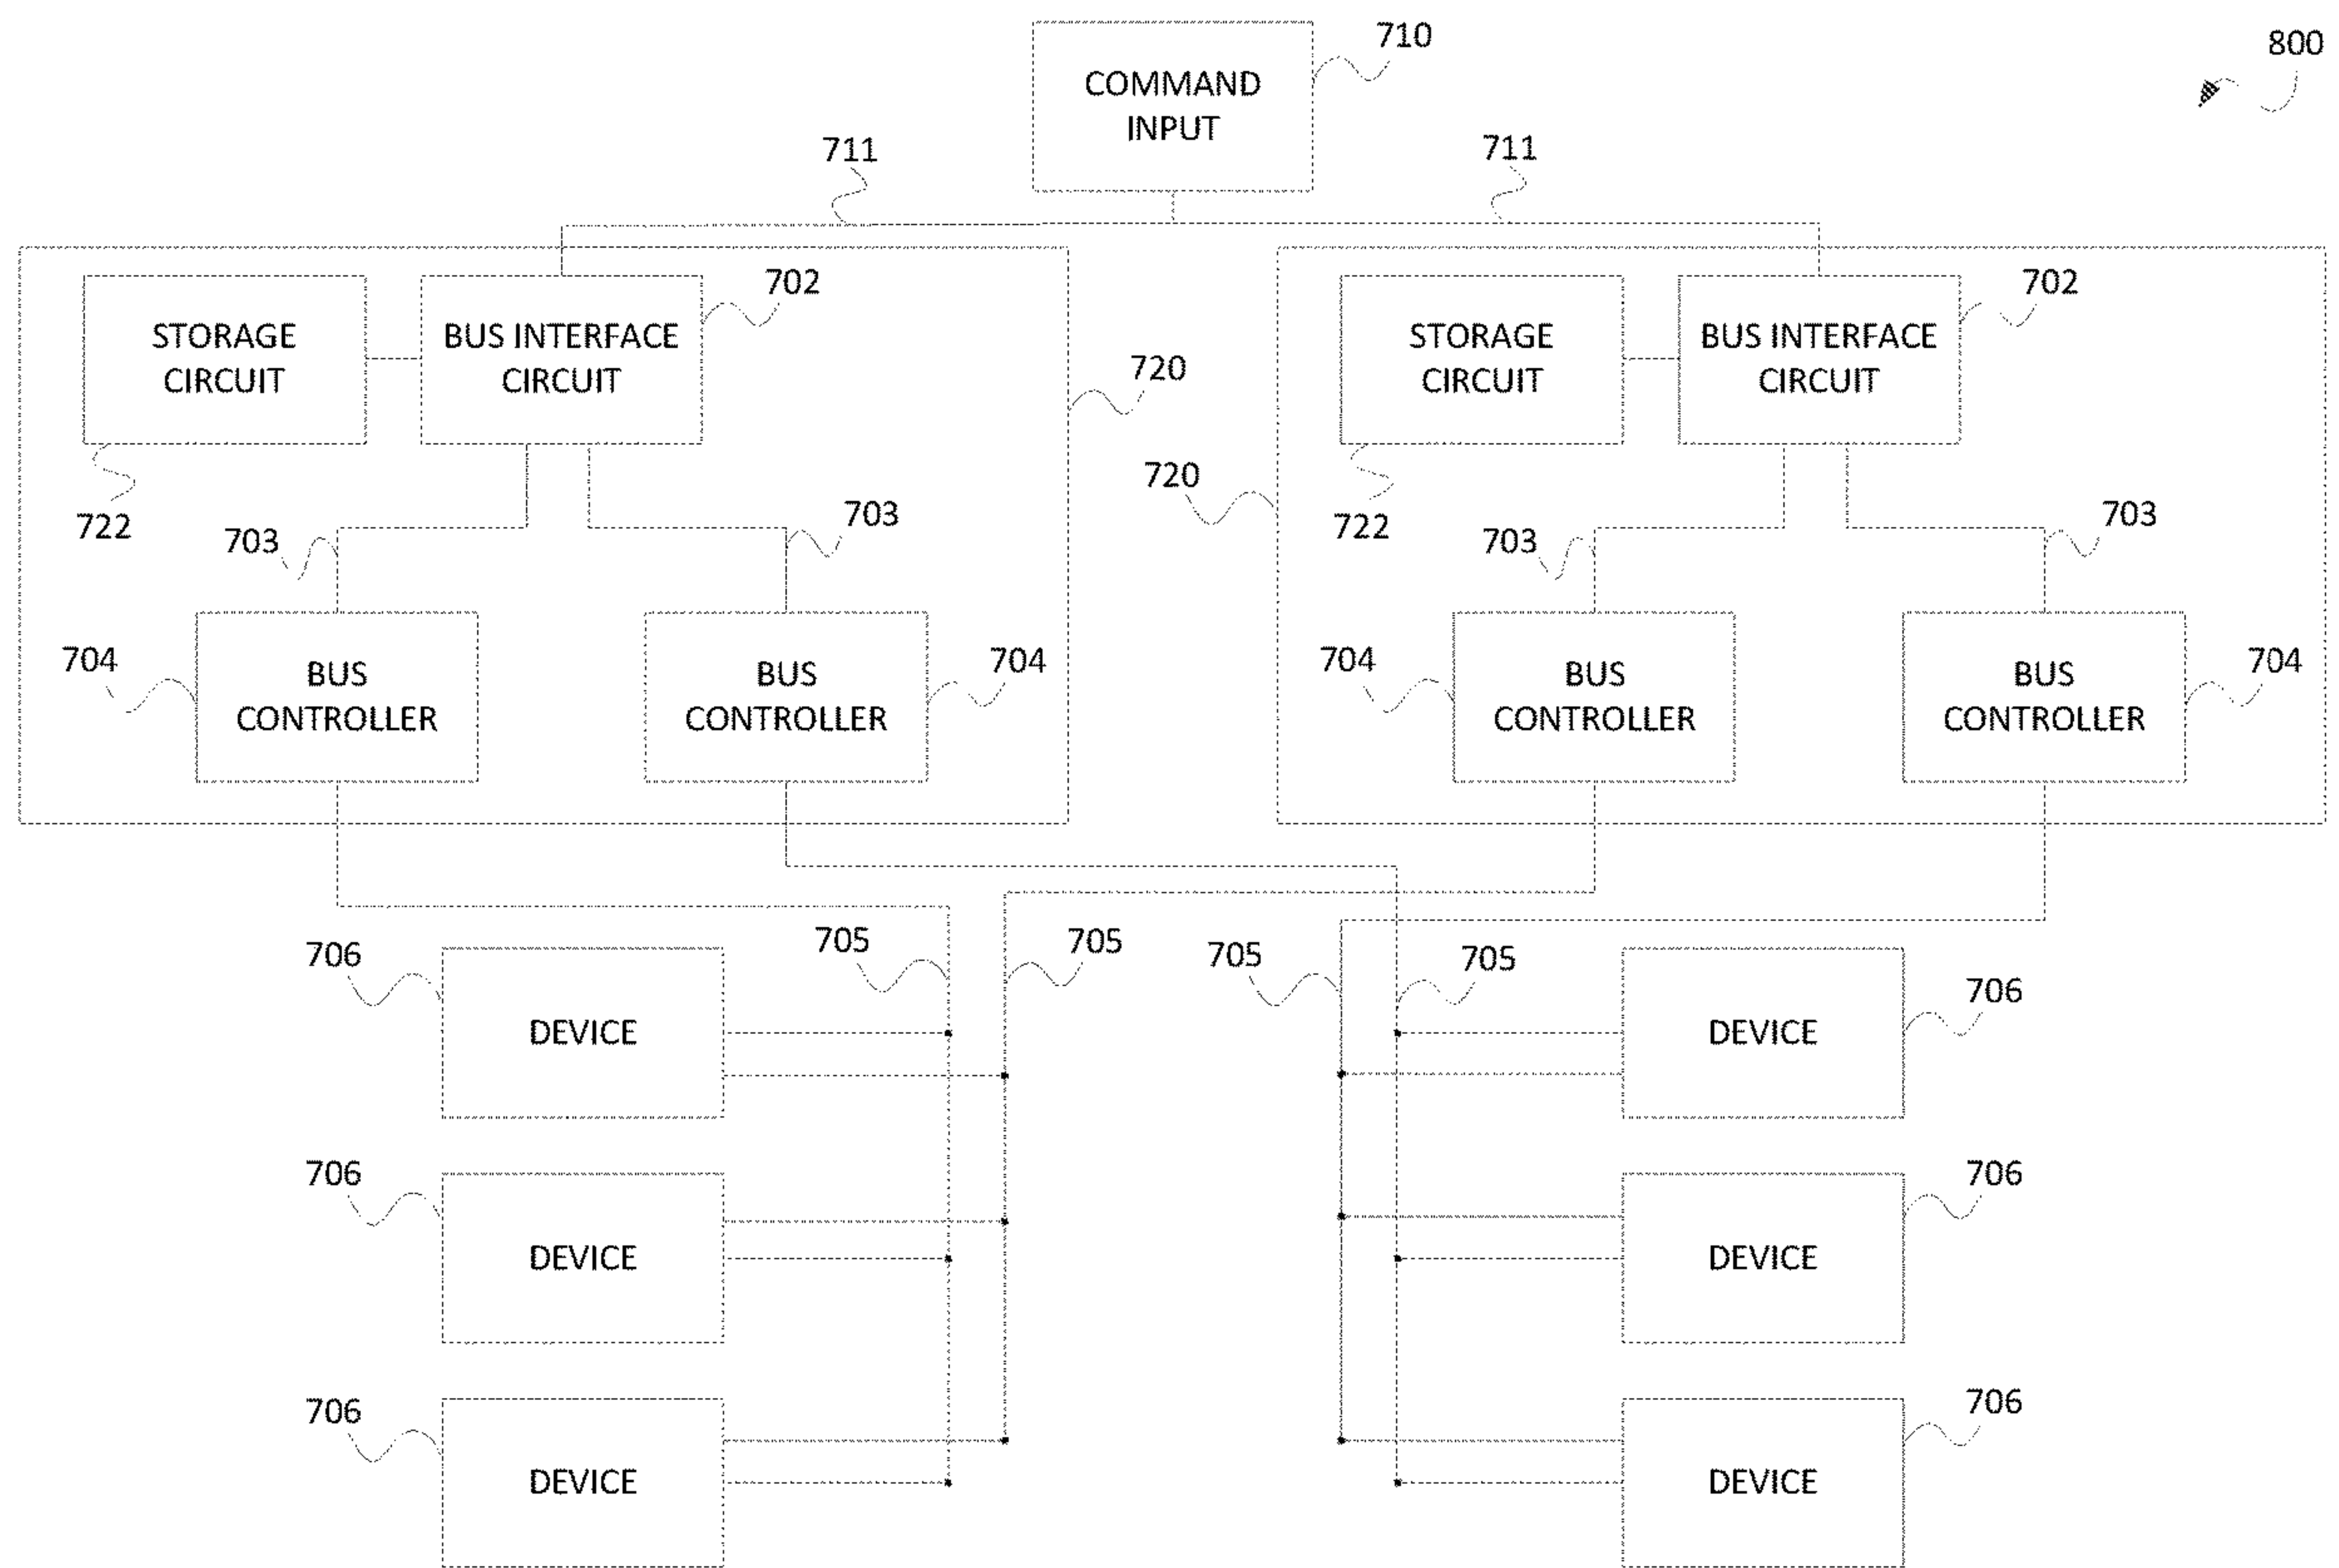 710
800
COMMAND
INPUT
711
711
702
702
STORAGE
CIRCUIT
BUS INTERFACE
CIRCUIT
720
STORAGE
CIRCUIT
BUS INTERFACE
CIRCUIT
720
722
703
703
722
703
703
704
BUS
CONTROLLER
BUS
CONTROLLER
704
704
BUS
CONTROLLER
BUS
CONTROLLER
704
706
705
705
705
705
706
DEVICE
DEVICE
706
706
DEVICE
DEVICE
706
706
DEVICE
DEVICE